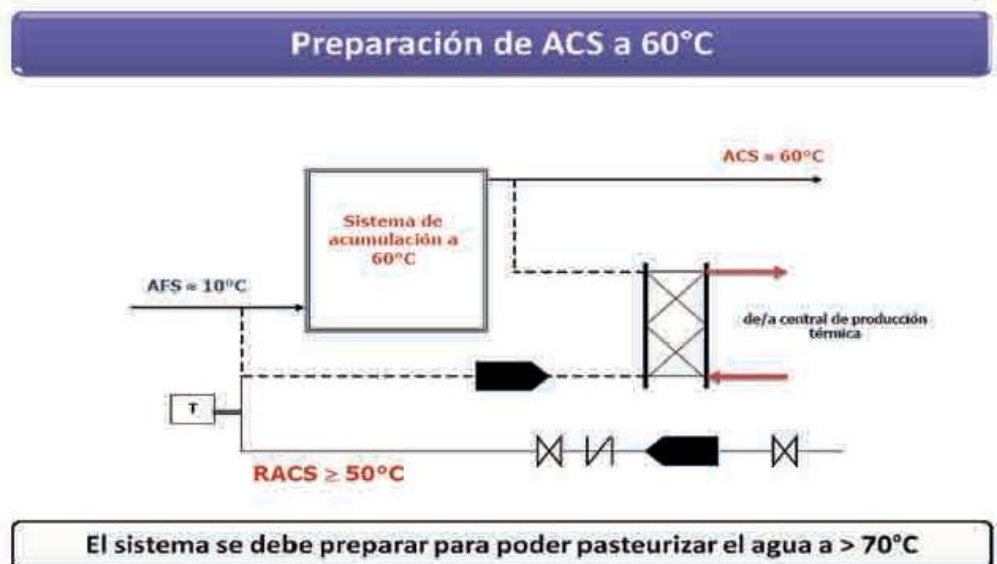 Preparación de ACS a 60°C
ACS = 60°C
Sistema de
acumulación a
60°C
AFS ≈ 10°C
de/a central de producción
térmica
T
RACS ≥ 50°C
El sistema se debe preparar para poder pasteurizar el agua a > 70°C